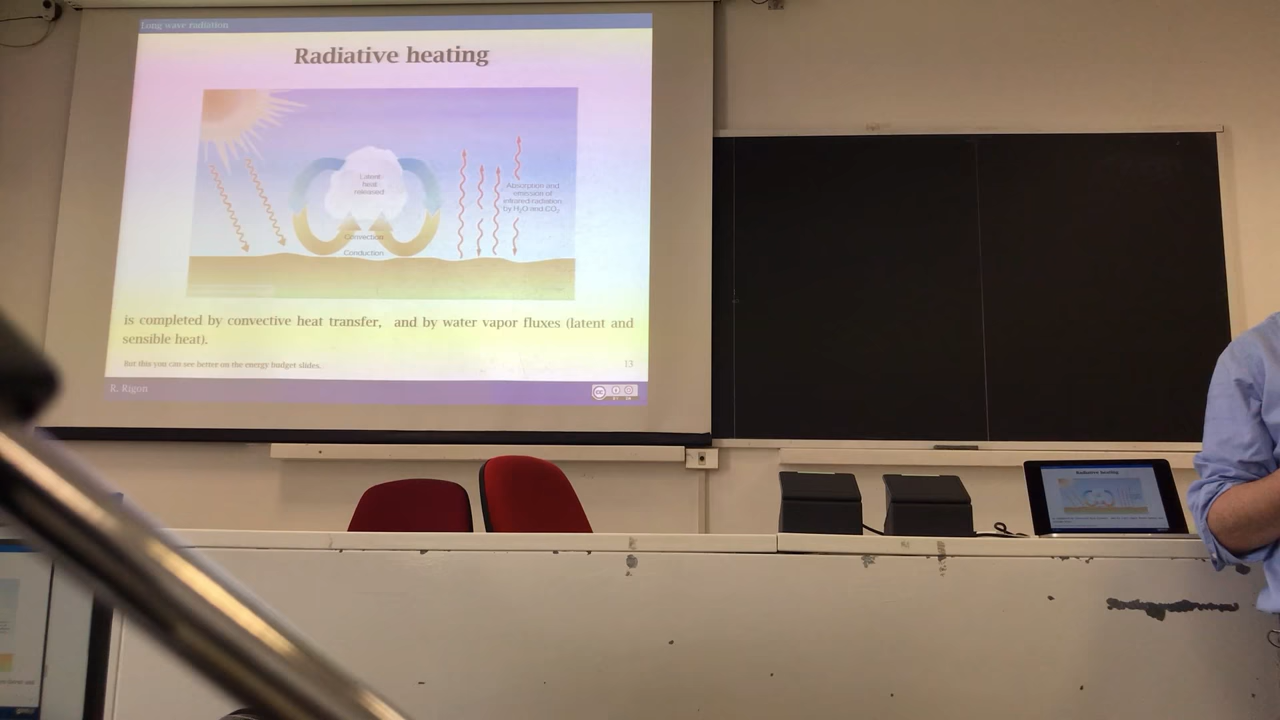 Long wave radiation
Radiative heating
Latent
heat
released
Absorption and
emission of
infrared radiation
by H₂O and CO₂
Convection
Conduction
is completed by convective heat transfer, and by water vapor fluxes (latent and
sensible heat).
But this you can see better on the energy budget slides.
13
R. Rigon
Radiative heating